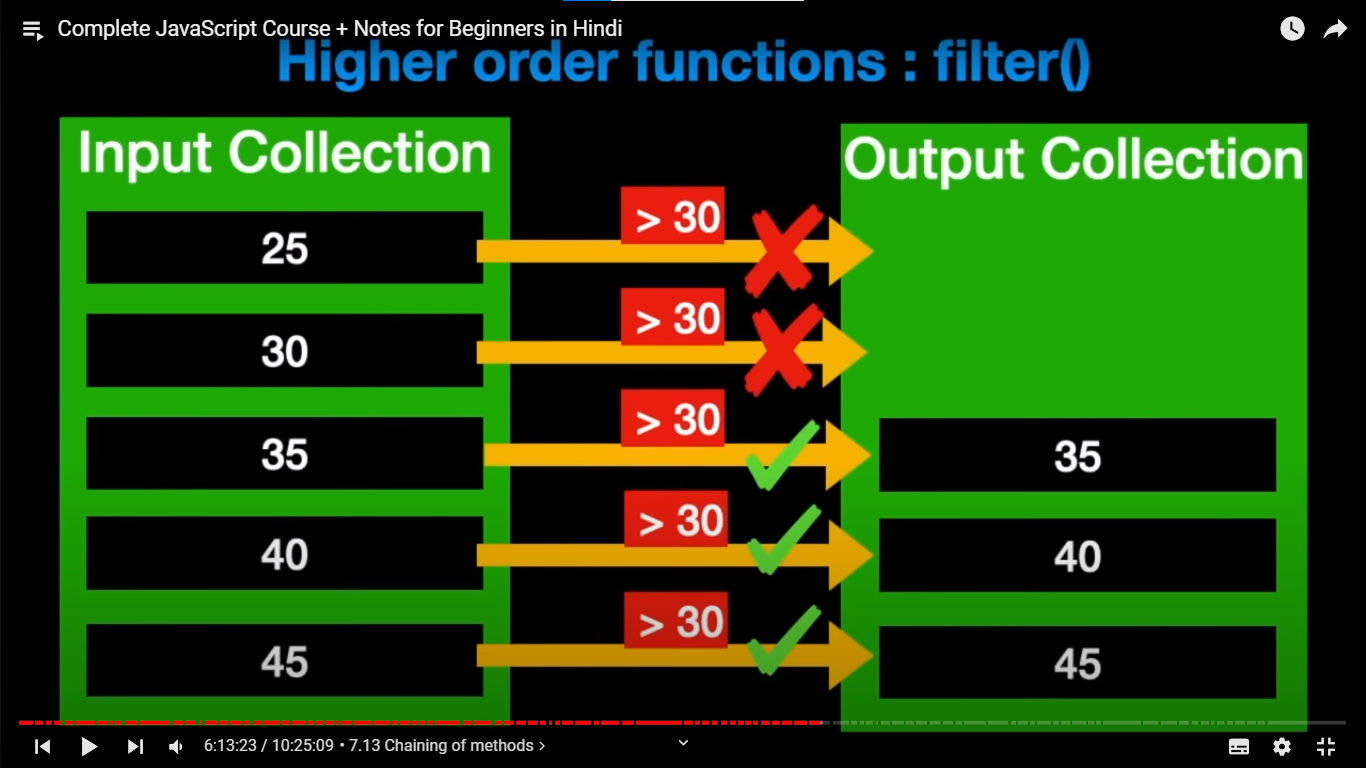 Complete JavaScript Course + Notes for Beginners in Hindi
Higher order functions : filter()
Input Collection
Output Collection
25
> 30
30
> 30
35
> 30
35
40
> 30
40
45
> 30
45
6:13:23 / 10:25:09 • 7.13 Chaining of methods >